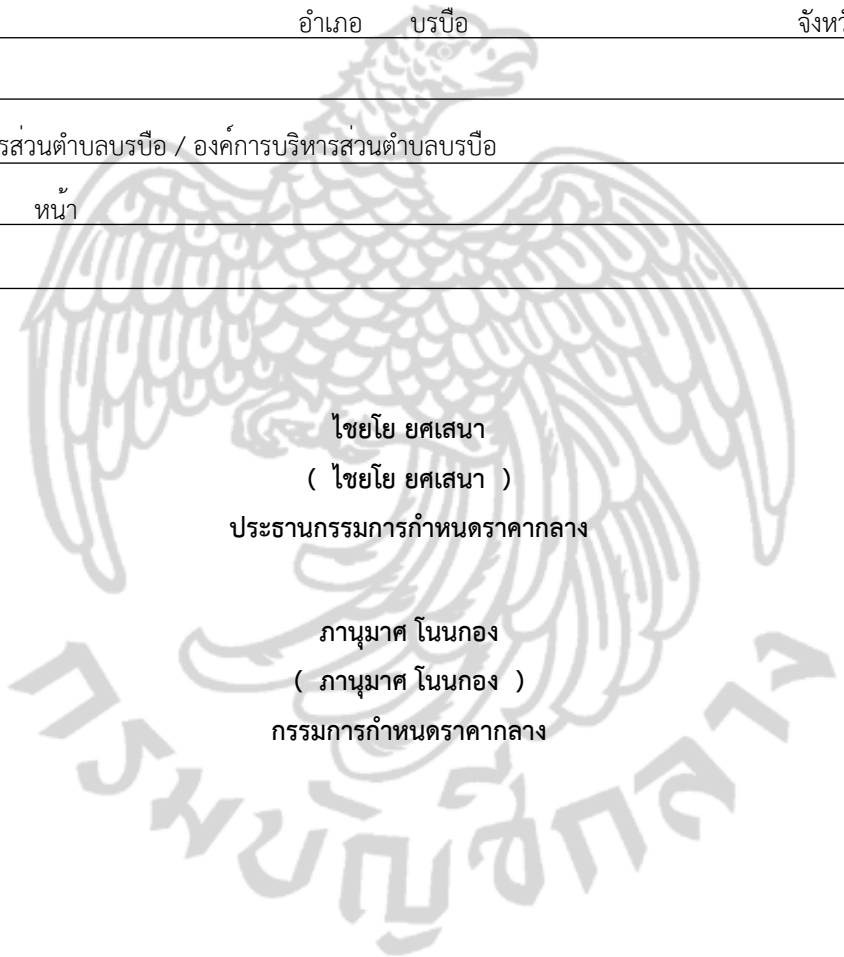 อำเภอ บรบือ จังหวั
รส่วนตำบลบรบือ / องค์การบริหารส่วนตำบลบรบือ
หน้า
ไชยโย ยศเสนา
( ไชยโย ยศเสนา )
ประธานกรรมการกำหนดราคากลาง
ภานุมาศ โนนกอง
( ภานุมาศ โนนกอง )
กรรมการกำหนดราคากลาง
กรมบัญชีกลาง